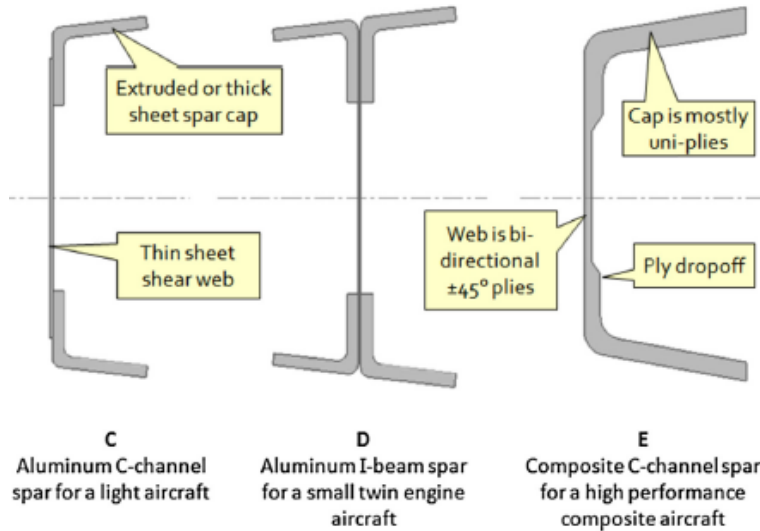 Extruded or thick
sheet spar cap
Thin sheet
shear web
Cap is mostly
uni-plies
Web is bi-
directional
±45° plies
Ply dropoff
C
Aluminum C-channel
spar for a light aircraft
D
Aluminum I-beam spar
for a small twin engine
aircraft
E
Composite C-channel spar
for a high performance
composite aircraft